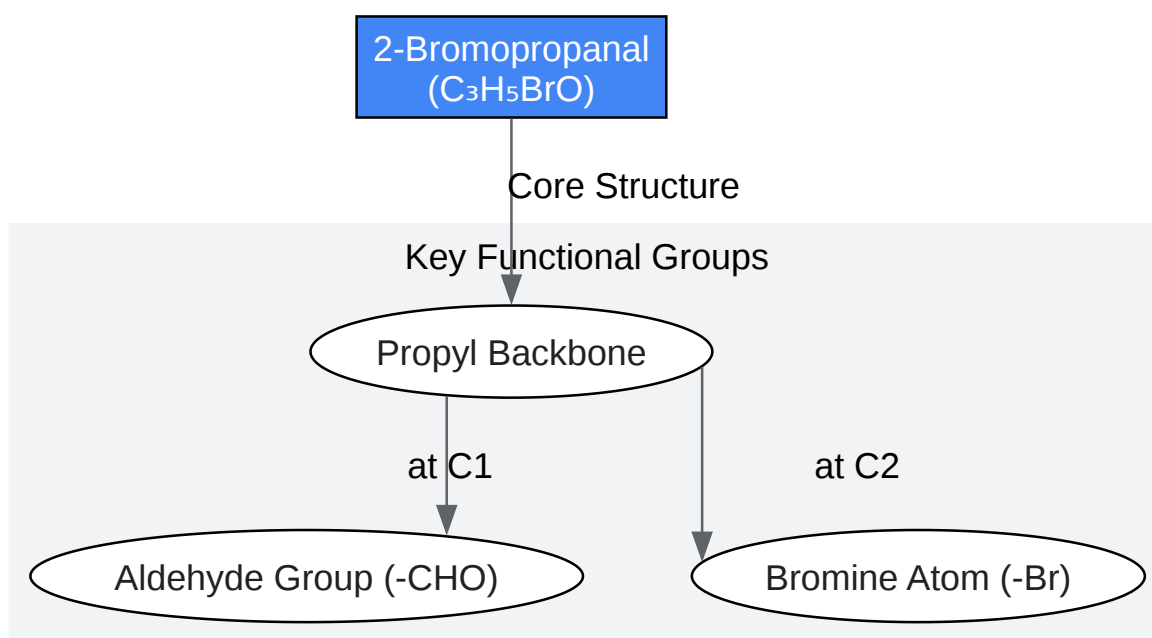 2-Bromopropanal
(C₃H₅BrO)
Core Structure
Key Functional Groups
Propyl Backbone
at C1
at C2
Aldehyde Group (-CHO)
Bromine Atom (-Br)